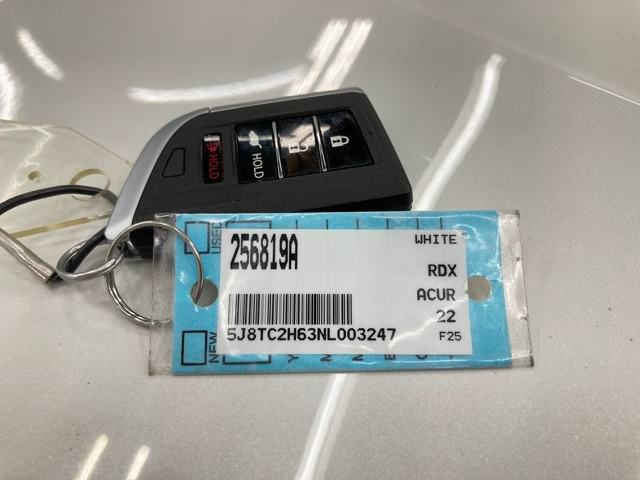 HOLD
HOLD
USED
256819A
WHITE
RDX
ACUR
22
5J8TC2H63NL003247
F25
NEW